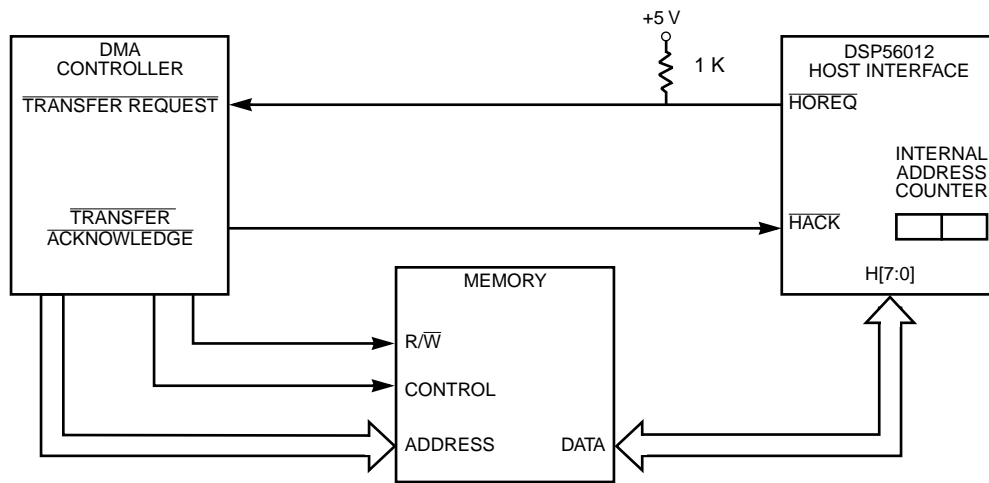 +5 V
1 K
DMA
CONTROLLER
TRANSFER REQUEST
TRANSFER
ACKNOWLEDGE
DSP56012
HOST INTERFACE
HOREQ
INTERNAL
ADDRESS
COUNTER
HACK
H[7:0]
MEMORY
R/W
CONTROL
ADDRESS
DATA